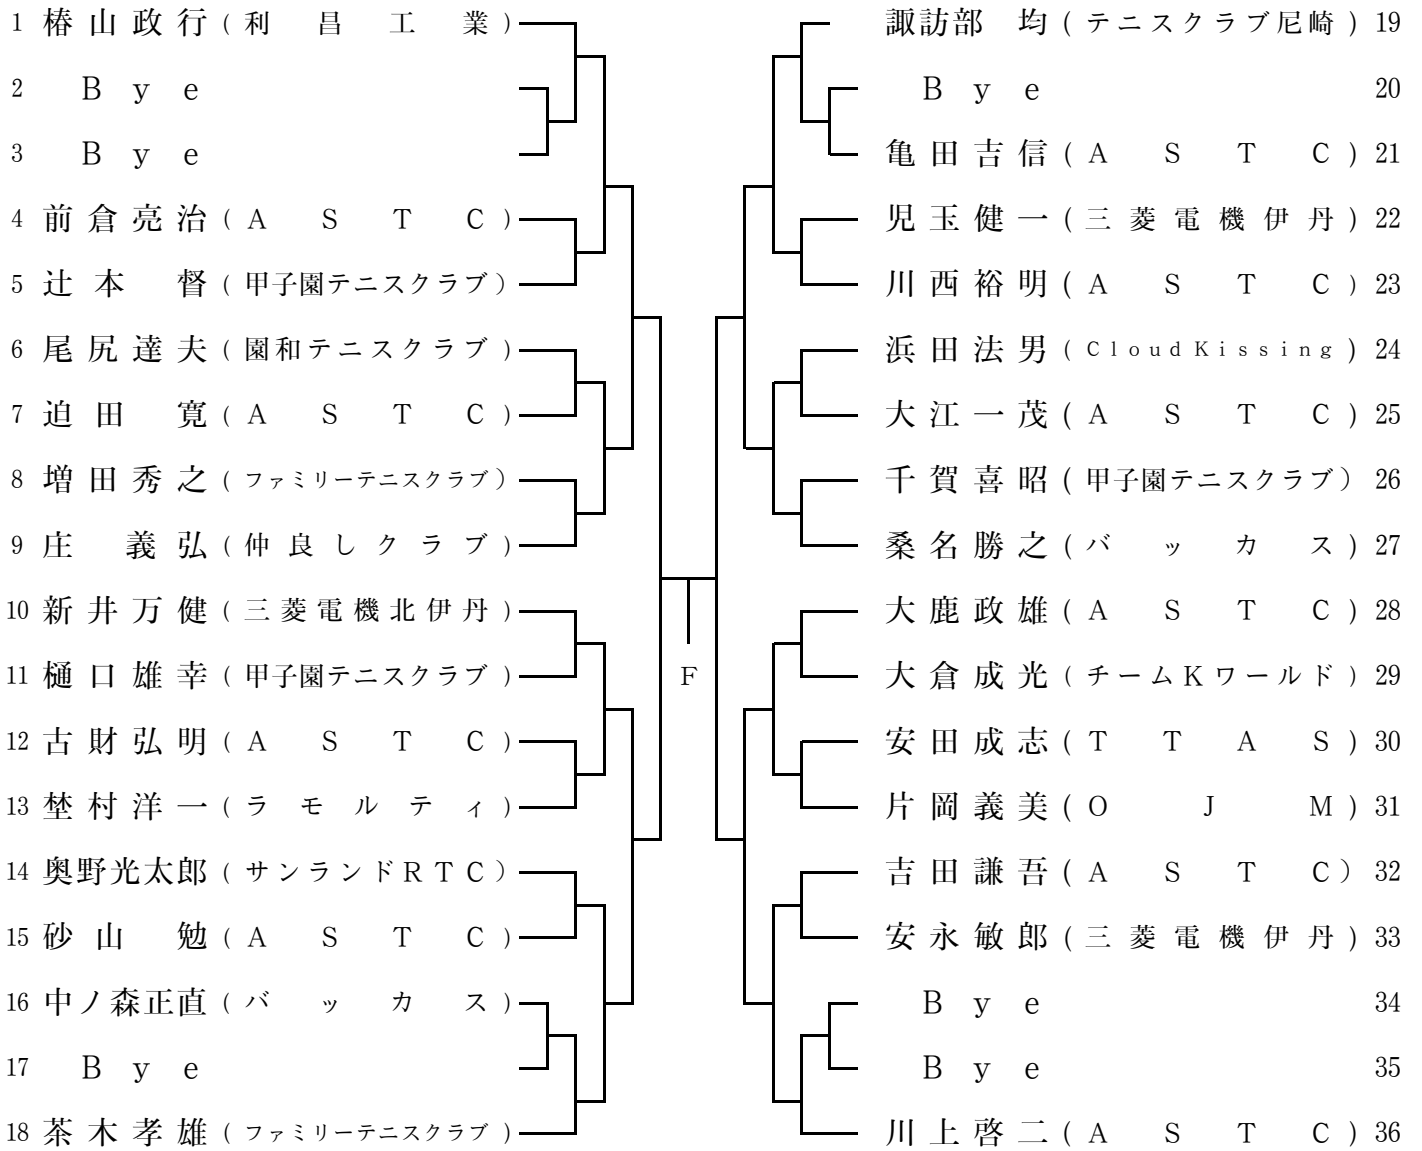 1 椿山政行(利昌工業)
2 Bye
3 Bye
4 前倉亮治(ASTC)
5 辻本 督(甲子園テニスクラブ)
6 尾尻達夫(園和テニスクラブ)
7 迫田 寛(ASTC)
8 増田秀之(ファミリーテニスクラブ)
9 庄 義弘(仲良しクラブ)
10 新井万健(三菱電機北伊丹)
11 樋口雄幸(甲子園テニスクラブ)
12 古財弘明(ASTC)
13 埜村洋一(ラモルティ)
14 奥野光太郎(サンランドRTC)
15 砂山 勉(ASTC)
16 中ノ森正直(バッカス)
17 Bye
18 茶木孝雄(ファミリーテニスクラブ)
F
諏訪部 均(テニスクラブ尼崎) 19
Bye 20
亀田吉信(ASTC) 21
児玉健一(三菱電機伊丹) 22
川西裕明(ASTC) 23
浜田法男(CloudKissing) 24
大江一茂(ASTC) 25
千賀喜昭(甲子園テニスクラブ) 26
桑名勝之(バッカス) 27
大鹿政雄(ASTC) 28
大倉成光(チームKワールド) 29
安田成志(TTAS) 30
片岡義美(OJM) 31
吉田謙吾(ASTC) 32
安永敏郎(三菱電機伊丹) 33
Bye 34
Bye 35
川上啓二(ASTC) 36